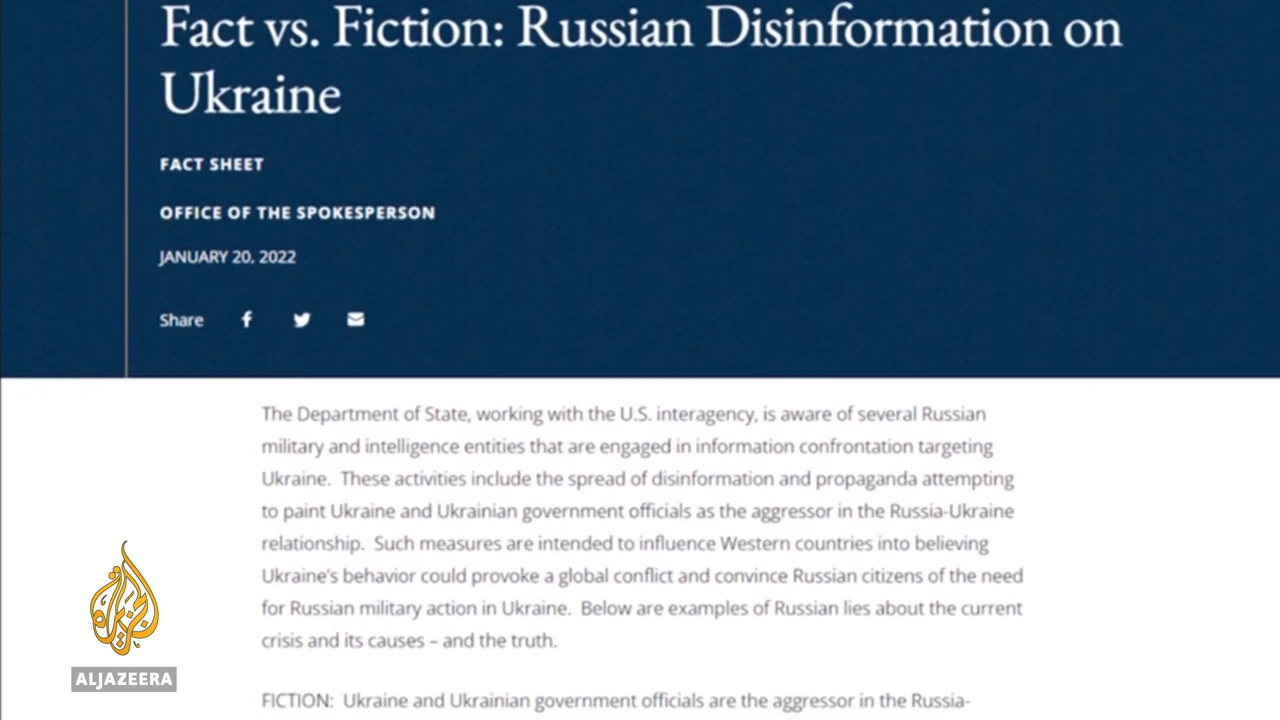 Fact vs. Fiction: Russian Disinformation on
Ukraine
FACT SHEET
OFFICE OF THE SPOKESPERSON
JANUARY 20, 2022
Share
The Department of State, working with the U.S. interagency, is aware of several Russian
military and intelligence entities that are engaged in information confrontation targeting
Ukraine.  These activities include the spread of disinformation and propaganda attempting
to paint Ukraine and Ukrainian government officials as the aggressor in the Russia-Ukraine
relationship.  Such measures are intended to influence Western countries into believing
Ukraine’s behavior could provoke a global conflict and convince Russian citizens of the need
for Russian military action in Ukraine.  Below are examples of Russian lies about the current
crisis and its causes – and the truth.
FICTION:  Ukraine and Ukrainian government officials are the aggressor in the Russia-
الجزيرة
ALJAZEERA